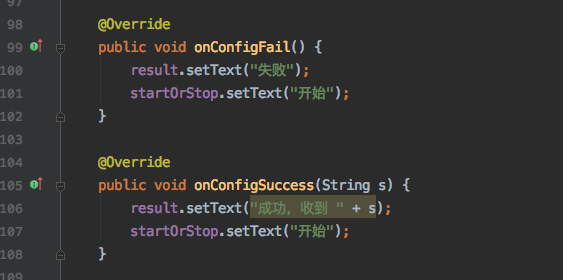 97
98 @Override
99 public void onConfigFail() {
100 result.setText("失败");
101 startOrStop.setText("开始");
102 }
103
104 @Override
105 public void onConfigSuccess(String s) {
106 result.setText("成功，收到 " + s);
107 startOrStop.setText("开始");
108 }
109